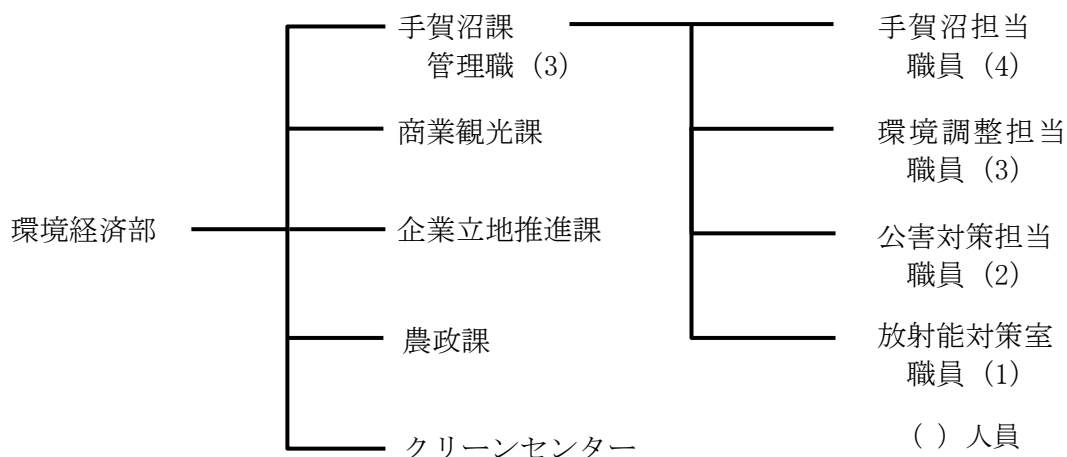 環境経済部
手賀沼課
管理職（3）
商業観光課
企業立地推進課
農政課
クリーンセンター
手賀沼担当
職員（4）
環境調整担当
職員（3）
公害対策担当
職員（2）
放射能対策室
職員（1）
（ ）人員